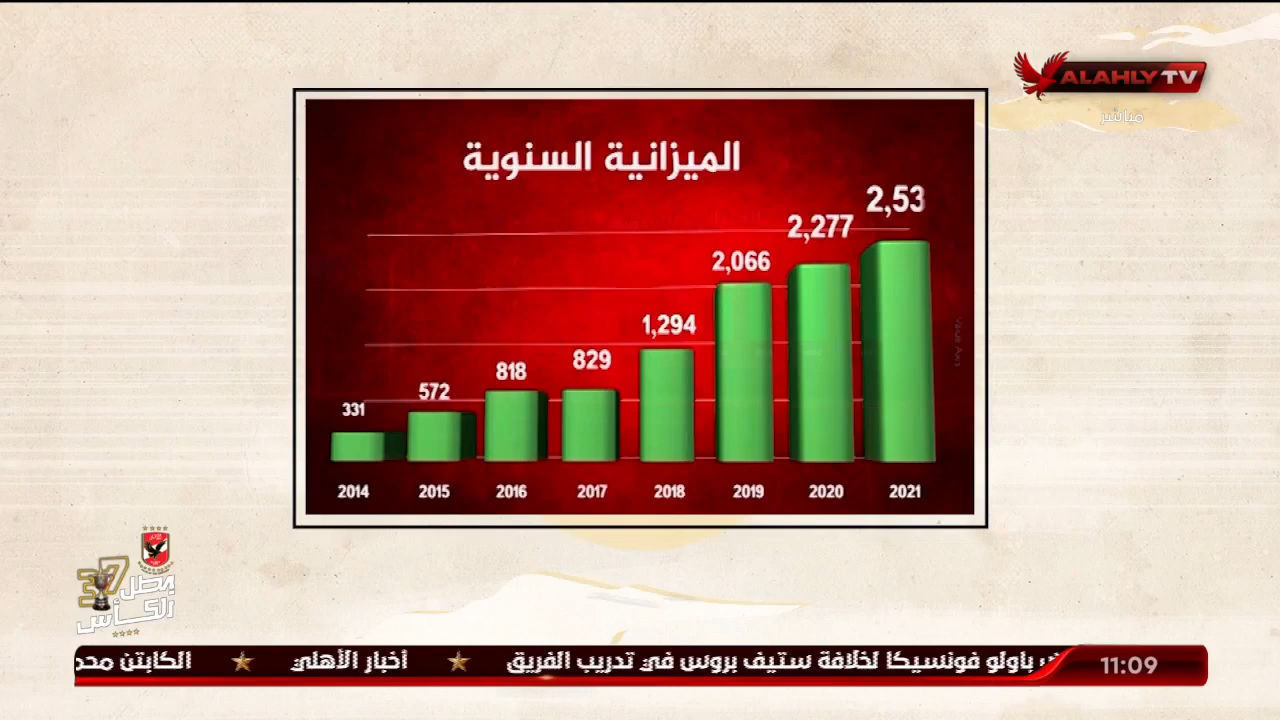 ALAHLY TV
مباشر
الميزانية السنوية
2,53
2,277
2,066
1,294
829
818
572
331
2014 2015 2016 2017 2018 2019 2020 2021
37
بطل
الكأس
11:09
باولو فونسيكا لخلافة ستيف بروس في تدريب الفريق ★ أخبار الأهلي ★ الكابتن محم